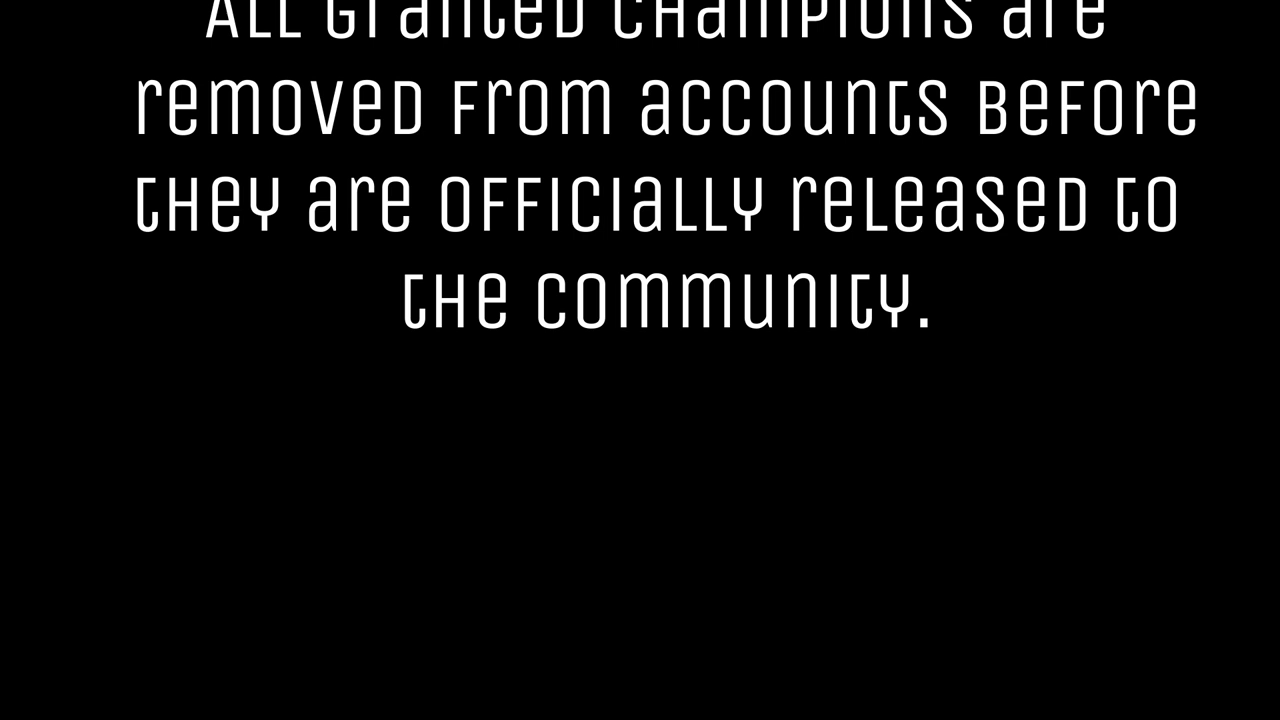 All granted champions are
removed from accounts before
they are officially released to
the community.